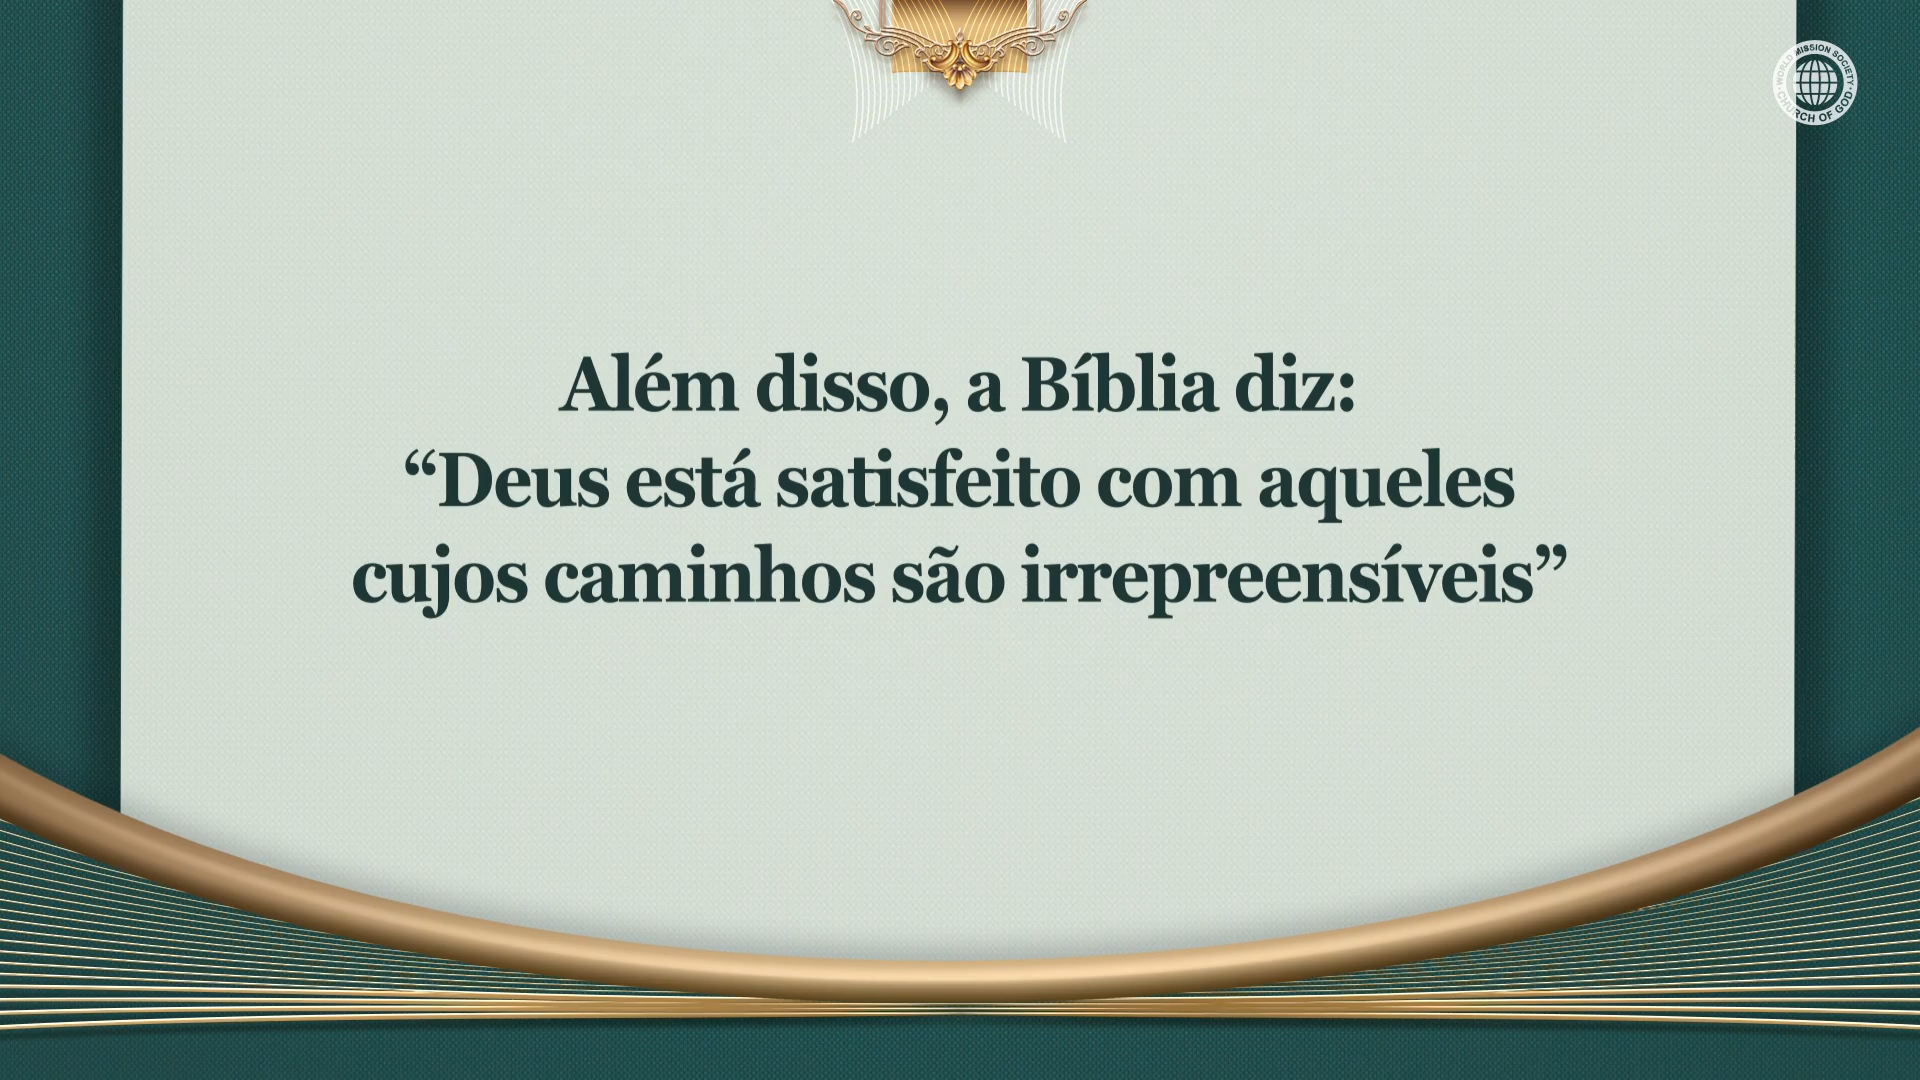 WORLD MISSION SOCIETY
CHURCH OF GOD
Além disso, a Bíblia diz:
“Deus está satisfeito com aqueles
cujos caminhos são irrepreensíveis”